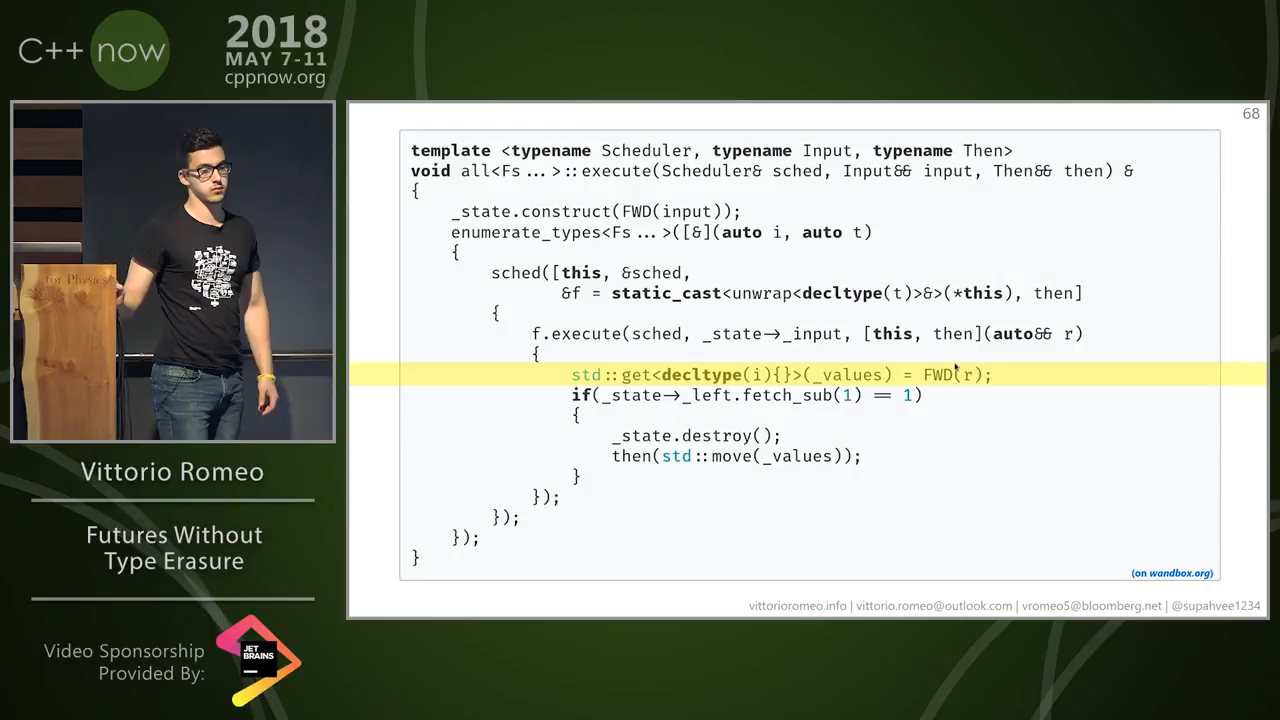 C++ now
2018
MAY 7-11
cppnow.org
for Physics
Vittorio Romeo
Futures Without
Type Erasure
Video Sponsorship
Provided By:
JET
BRAINS
68
template <typename Scheduler, typename Input, typename Then>
void all<Fs...>::execute(Scheduler& sched, Input&& input, Then&& then) &
{
    _state.construct(FWD(input));
    enumerate_types<Fs...>([&](auto i, auto t)
    {
        sched([this, &sched,
               &f = static_cast<unwrap<decltype(t)>&>(*this), then]
        {
            f.execute(sched, _state->_input, [this, then](auto&& r)
            {
                std::get<decltype(i){}>(_values) = FWD(r);
                if(_state->_left.fetch_sub(1) == 1)
                {
                    _state.destroy();
                    then(std::move(_values));
                }
            });
        });
    });
}
(on wandbox.org)
vittorioromeo.info | vittorio.romeo@outlook.com | vromeo5@bloomberg.net | @supahvee1234